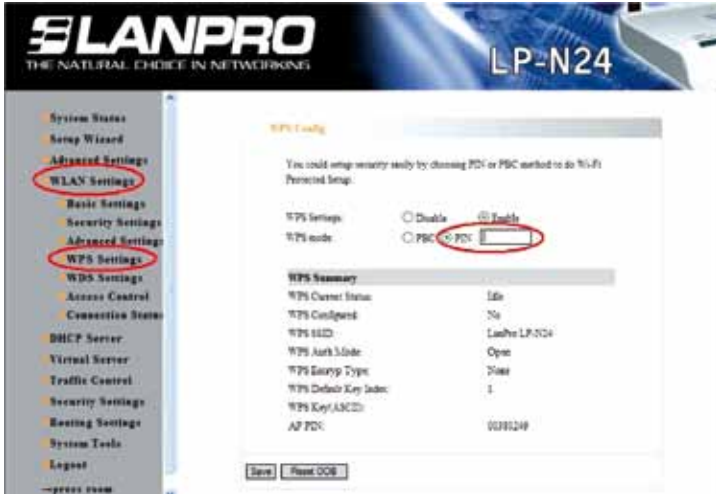 LANPRO
THE NATURAL CHOICE IN NETWORKING
LP-N24
System Status
Setup Wizard
Advanced Settings
WLAN Settings
Basic Settings
Security Settings
Advanced Settings
WPS Settings
WDS Settings
Access Control
Connection Status
DHCP Server
Virtual Server
Traffic Control
Security Settings
Routing Settings
System Tools
Logout
press room
WPS Config
You could setup security easily by choosing PIN or PBC method to do Wi-Fi
Protected Setup.
WPS Settings: Disable Enable
WPS mode: PBC PIN
WPS Summary
WPS Current Status: Idle
WPS Configured: No
WPS SSID: LanPro LP-N24
WPS Auth Mode: Open
WPS Encryp Type: None
WPS Default Key Index: 1
WPS Key(ASCII):
AP PIN:
Save Reset OOB